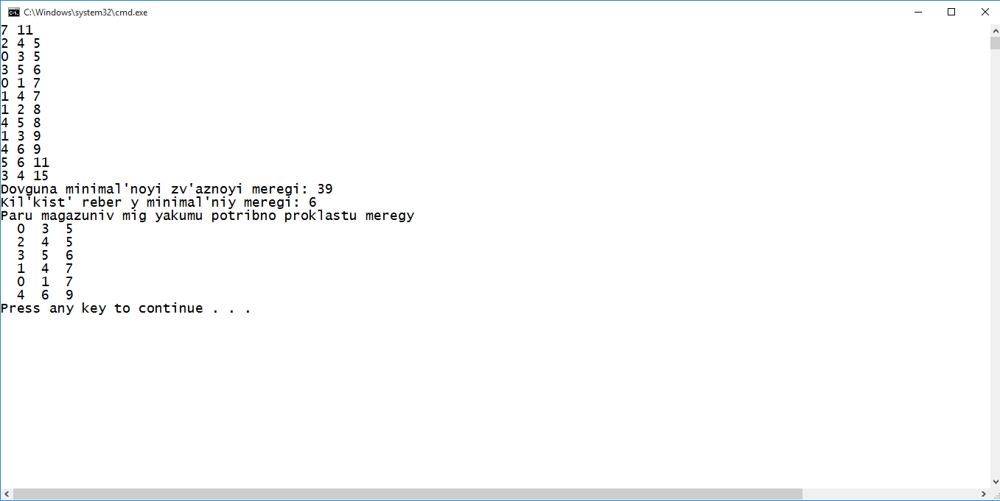 C:\Windows\system32\cmd.exe
7 11
2 4 5
0 3 5
3 5 6
0 1 7
1 4 7
1 2 8
4 5 8
1 3 9
4 6 9
5 6 11
3 4 15
Dovguna minimal'noyi zv'aznoyi meregi: 39
Kil'kist' reber y minimal'niy meregi: 6
Paru magazuniv mig yakumu potribno proklastu meregy
  0  3  5
  2  4  5
  3  5  6
  1  4  7
  0  1  7
  4  6  9
Press any key to continue . . .